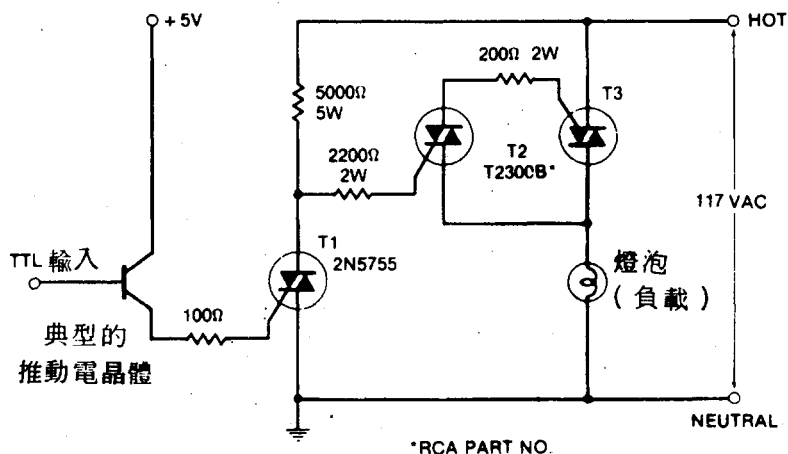 +5V
HOT
200Ω 2W
T3
5000Ω
5W
T2
T2300B*
2200Ω
2W
117 VAC
T1
2N5755
TTL 輸入
燈泡
(負載)
100Ω
典型的
推動電晶體
NEUTRAL
*RCA PART NO.